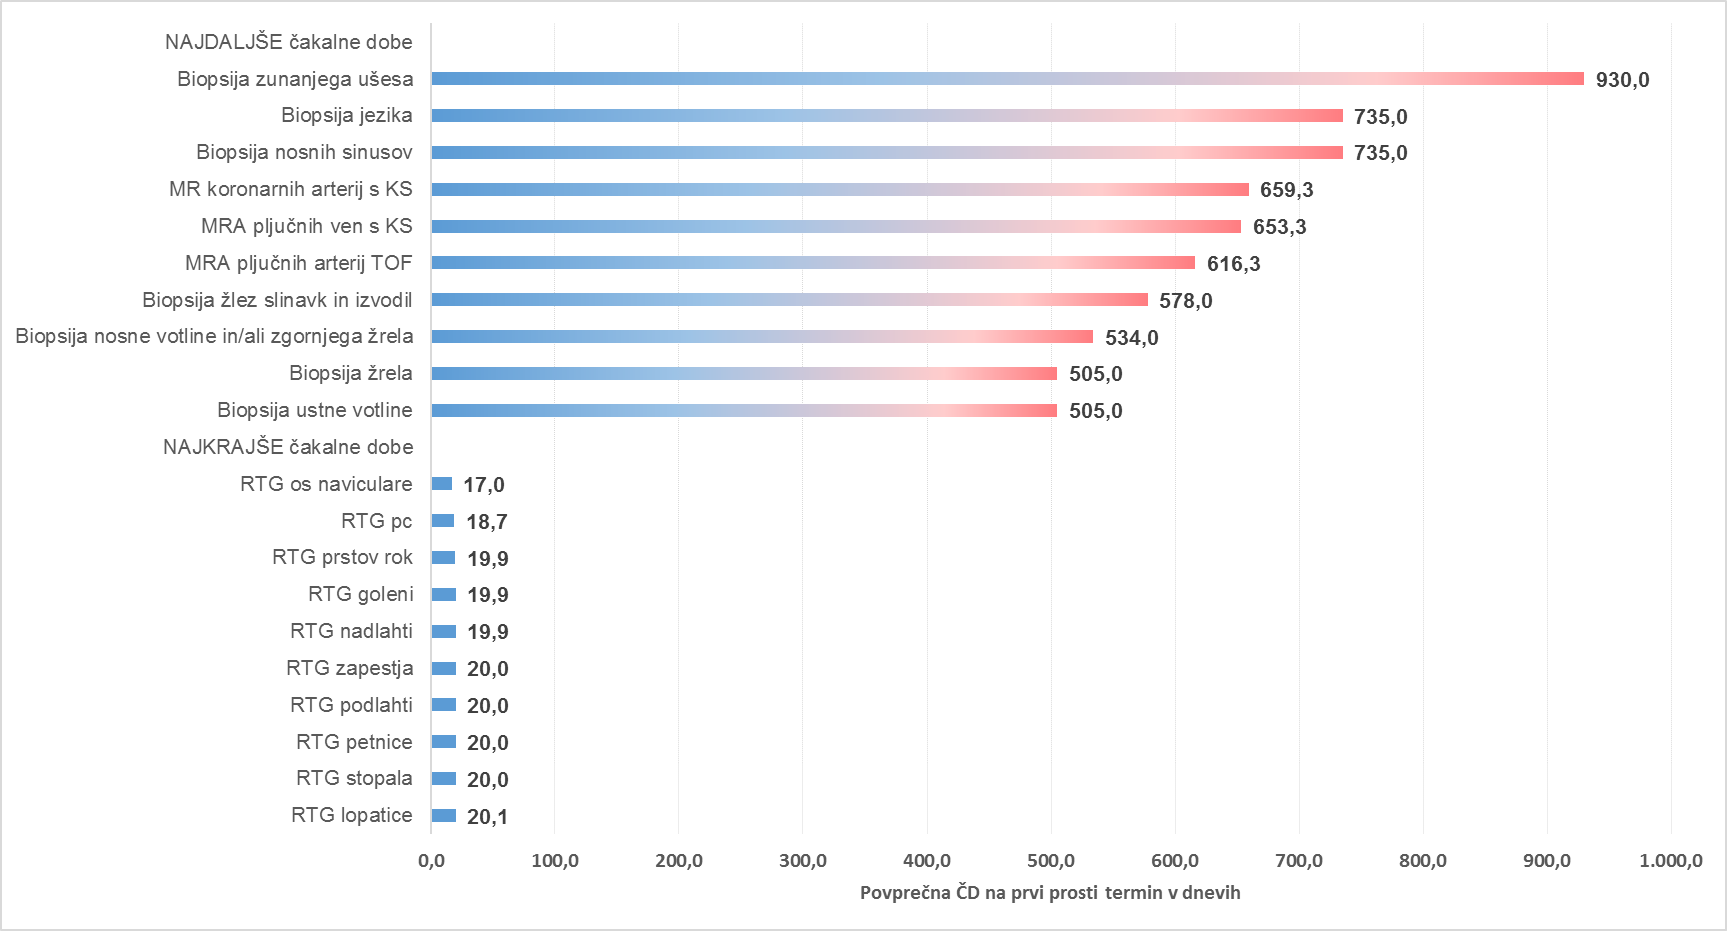 NAJDALJŠE čakalne dobe
Biopsija zunanjega ušesa 930,0
Biopsija jezika 735,0
Biopsija nosnih sinusov 735,0
MR koronarnih arterij s KS 659,3
MRA pljučnih ven s KS 653,3
MRA pljučnih arterij TOF 616,3
Biopsija žlez slinavk in izvodil 578,0
Biopsija nosne votline in/ali zgornjega žrela 534,0
Biopsija žrela 505,0
Biopsija ustne votline 505,0
NAJKRAJŠE čakalne dobe
RTG os naviculare 17,0
RTG pc 18,7
RTG prstov rok 19,9
RTG goleni 19,9
RTG nadlahti 19,9
RTG zapestja 20,0
RTG podlahti 20,0
RTG petnice 20,0
RTG stopala 20,0
RTG lopatice 20,1
0,0 100,0 200,0 300,0 400,0 500,0 600,0 700,0 800,0 900,0 1.000,0
Povprečna ČD na prvi prosti termin v dnevih